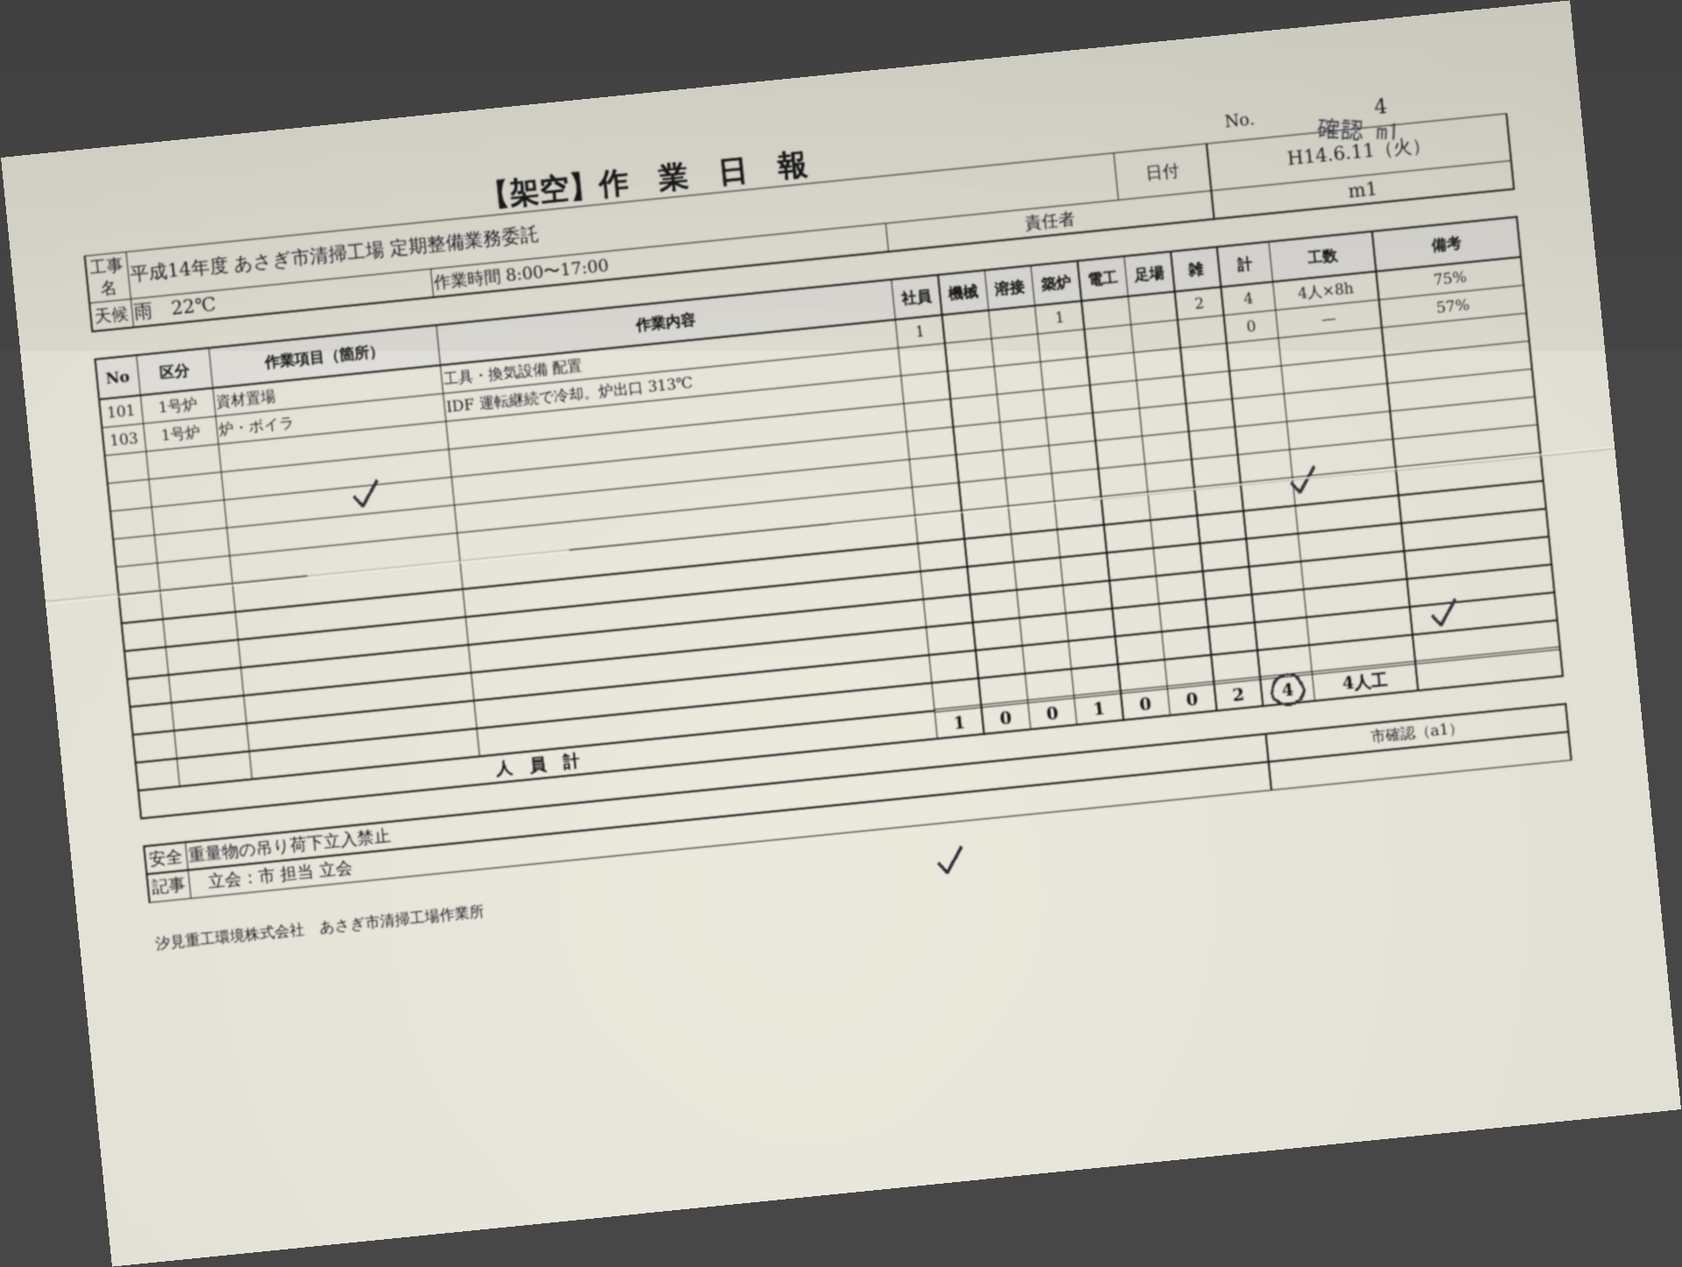 No. 4
確認 m1
【架空】作 業 日 報
工事名 平成14年度 あさぎ市清掃工場 定期整備業務委託 日付 H14.6.11（火）
天候 雨 22℃ 作業時間 8:00〜17:00 責任者 m1
No 区分 作業項目（箇所） 作業内容 社員 機械 溶接 築炉 電工 足場 雑 計 工数 備考
101 1号炉 資材置場 工具・換気設備 配置 1 1 2 4 4人×8h 75%
103 1号炉 炉・ボイラ IDF 運転継続で冷却。炉出口 313℃ 0 — 57%
人 員 計 1 0 0 1 0 0 2 4 4人工
安全 重量物の吊り荷下立入禁止 市確認（a1）
記事 立会：市 担当 立会
汐見重工環境株式会社 あさぎ市清掃工場作業所